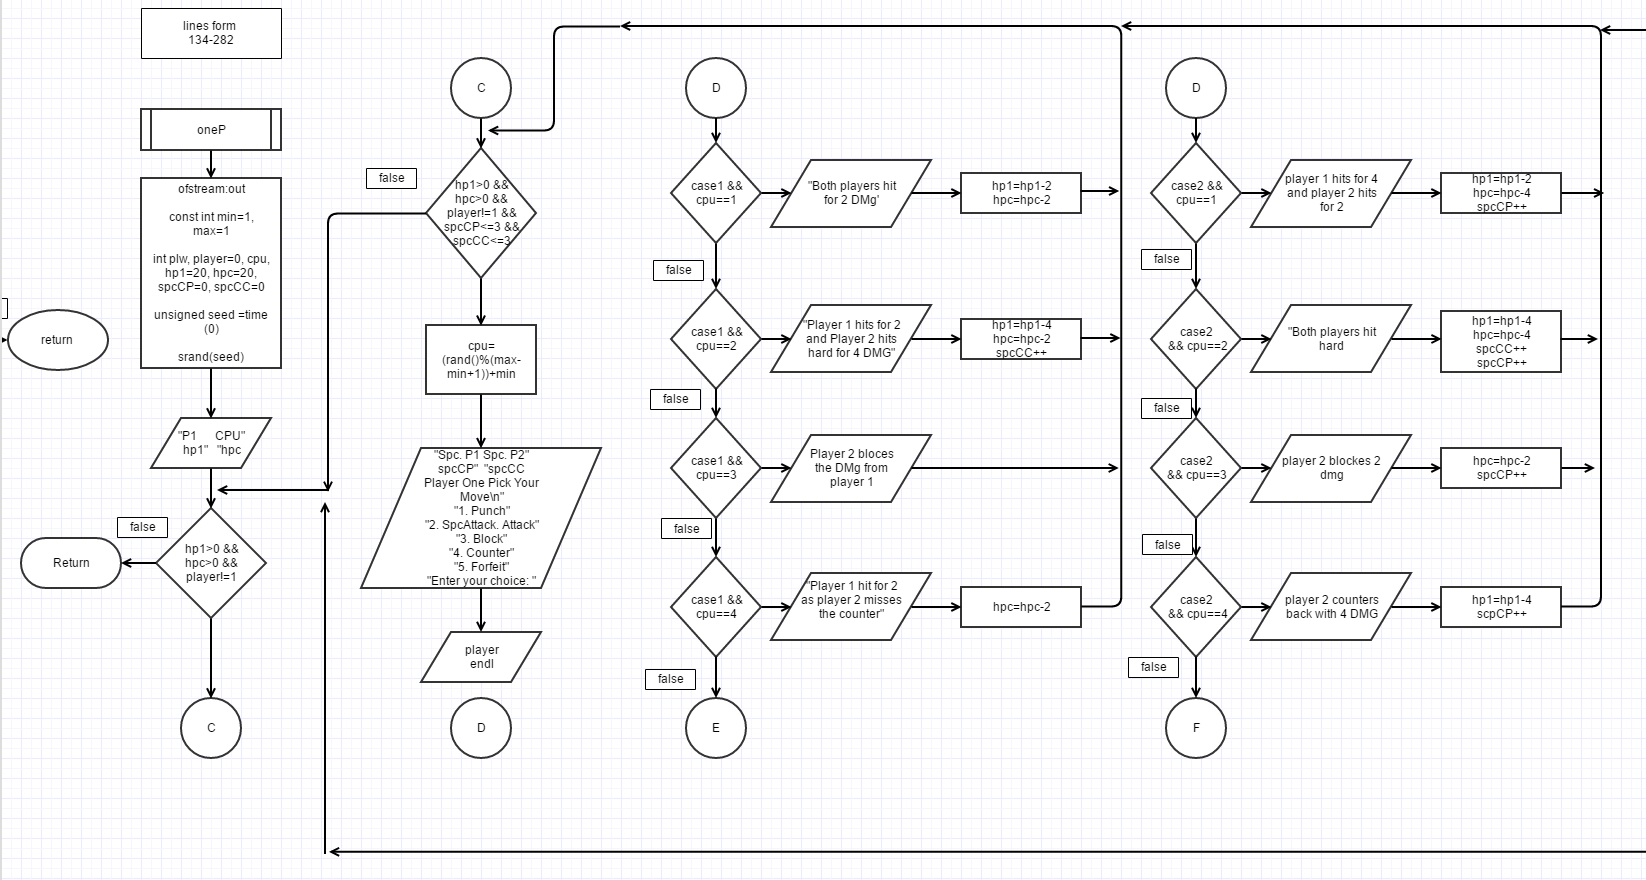 lines form
134-282
oneP
ofstream:out
const int min=1,
max=1
int plw, player=0, cpu,
hp1=20, hpc=20,
spcCP=0, spcCC=0
unsigned seed =time
(0)
srand(seed)
return
"P1 CPU"
hp1" "hpc
false
Return
hp1>0 &&
hpc>0 &&
player!=1
C
C
false
hp1>0 &&
hpc>0 &&
player!=1 &&
spcCP<=3 &&
spcCC<=3
cpu=
(rand()%(max-
min+1))+min
"Spc. P1 Spc. P2"
spcCP" "spcCC
Player One Pick Your
Move\n"
"1. Punch"
"2. SpcAttack. Attack"
"3. Block"
"4. Counter"
"5. Forfeit"
"Enter your choice: "
player
endl
D
D
case1 &&
cpu==1
"Both players hit
for 2 DMg'
hp1=hp1-2
hpc=hpc-2
false
case1 &&
cpu==2
"Player 1 hits for 2
and Player 2 hits
hard for 4 DMG"
hp1=hp1-4
hpc=hpc-2
spcCC++
false
case1 &&
cpu==3
Player 2 bloces
the DMg from
player 1
false
case1 &&
cpu==4
"Player 1 hit for 2
as player 2 misses
the counter"
hpc=hpc-2
false
E
D
case2 &&
cpu==1
player 1 hits for 4
and player 2 hits
for 2
hp1=hp1-2
hpc=hpc-4
spcCP++
false
case2
&& cpu==2
"Both players hit
hard
hp1=hp1-4
hpc=hpc-4
spcCC++
spcCP++
false
case2
&& cpu==3
player 2 blockes 2
dmg
hpc=hpc-2
spcCP++
false
case2
&& cpu==4
player 2 counters
back with 4 DMG
hp1=hp1-4
scpCP++
false
F